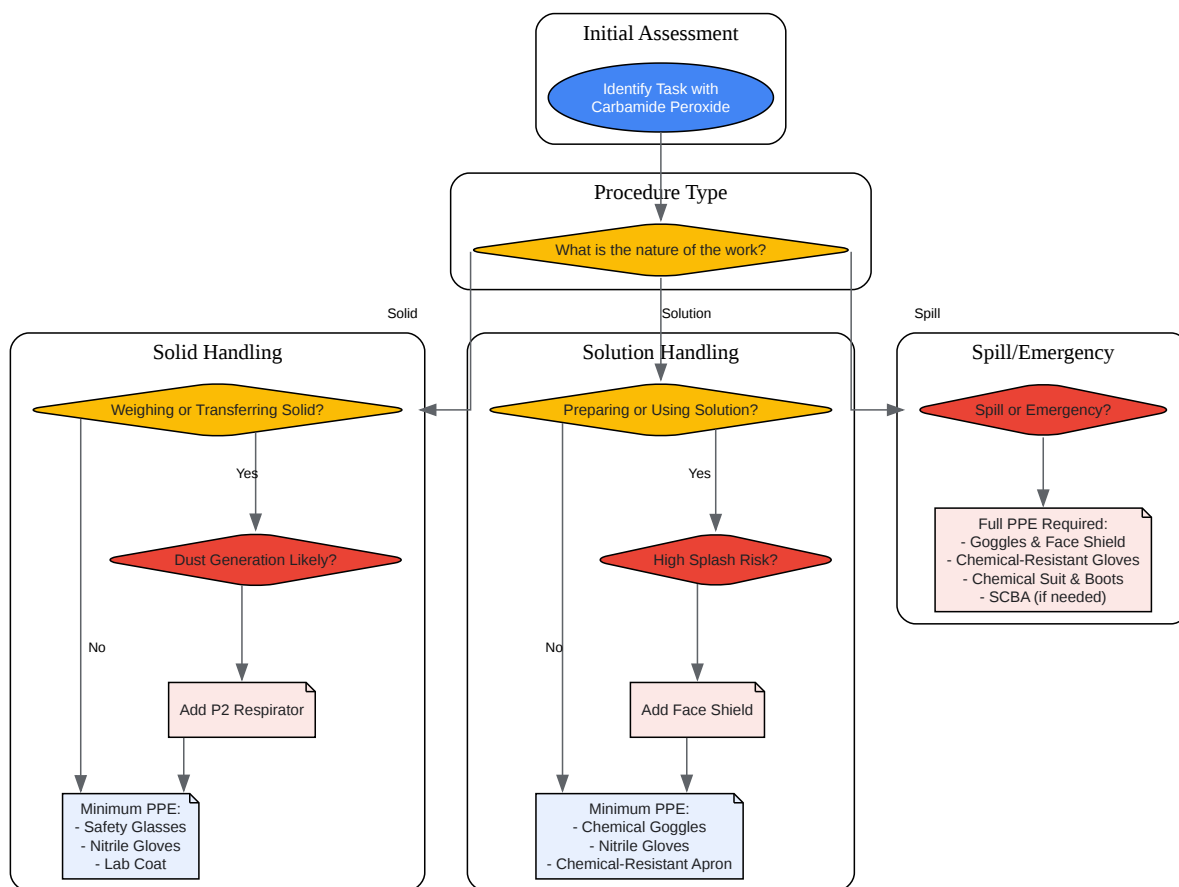 Initial Assessment
Identify Task with
Carbamide Peroxide
Procedure Type
What is the nature of the work?
Solid
Solution
Spill
Solid Handling
Weighing or Transferring Solid?
Yes
Dust Generation Likely?
No
Add P2 Respirator
Minimum PPE:
- Safety Glasses
- Nitrile Gloves
- Lab Coat
Solution Handling
Preparing or Using Solution?
Yes
High Splash Risk?
No
Add Face Shield
Minimum PPE:
- Chemical Goggles
- Nitrile Gloves
- Chemical-Resistant Apron
Spill/Emergency
Spill or Emergency?
Full PPE Required:
- Goggles & Face Shield
- Chemical-Resistant Gloves
- Chemical Suit & Boots
- SCBA (if needed)